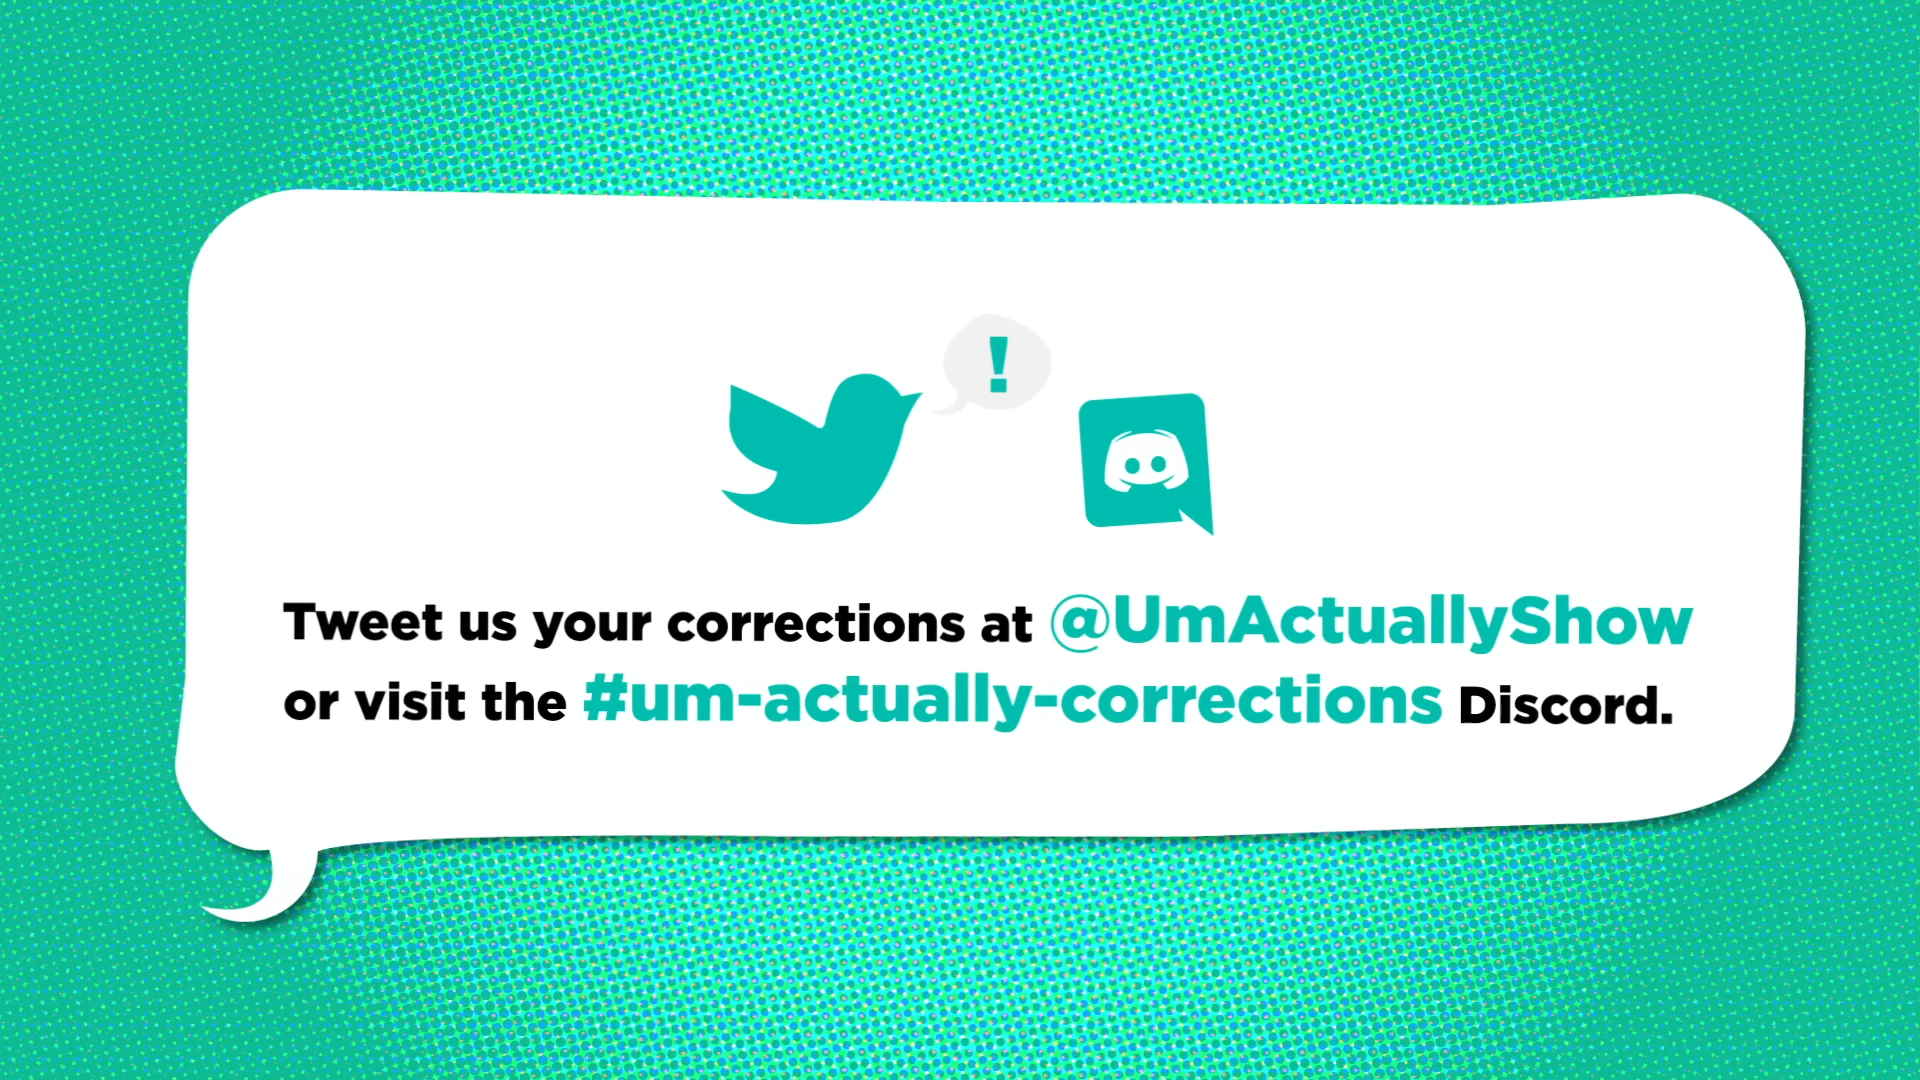 !
Tweet us your corrections at @UmActuallyShow
or visit the #um-actually-corrections Discord.